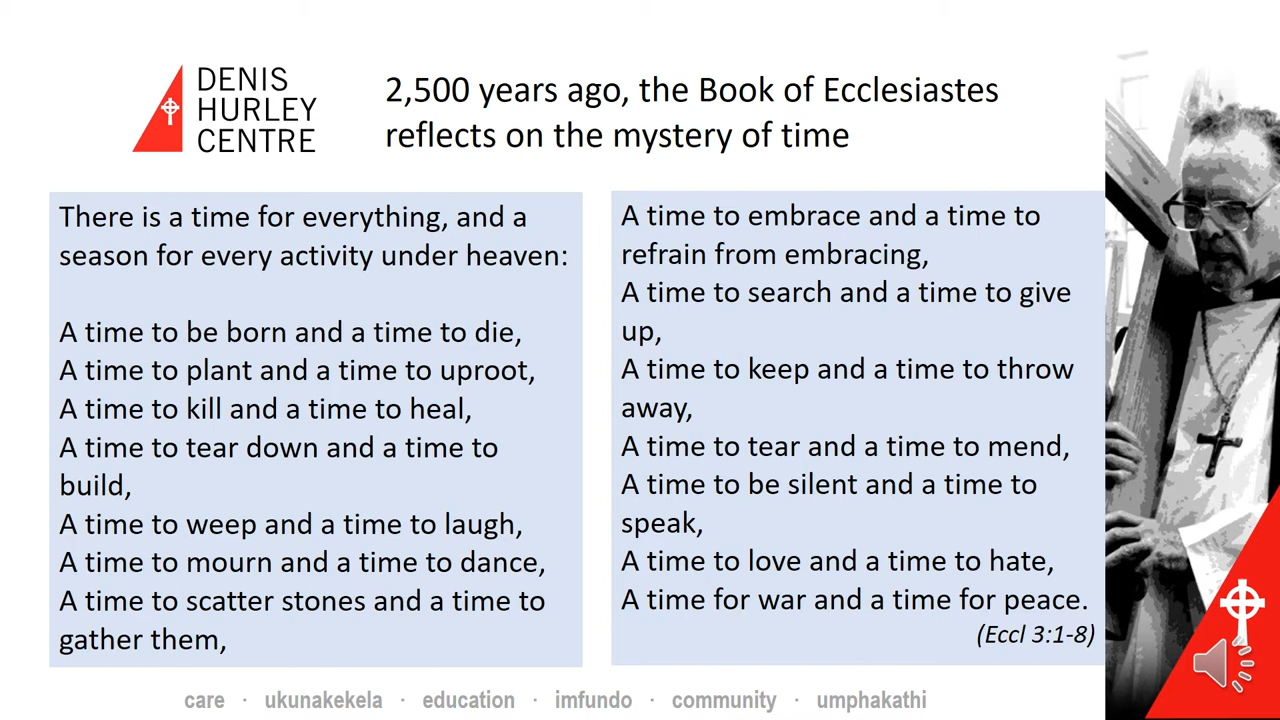 DENIS
HURLEY
CENTRE
2,500 years ago, the Book of Ecclesiastes
reflects on the mystery of time
There is a time for everything, and a
season for every activity under heaven:
A time to be born and a time to die,
A time to plant and a time to uproot,
A time to kill and a time to heal,
A time to tear down and a time to
build,
A time to weep and a time to laugh,
A time to mourn and a time to dance,
A time to scatter stones and a time to
gather them,
A time to embrace and a time to
refrain from embracing,
A time to search and a time to give
up,
A time to keep and a time to throw
away,
A time to tear and a time to mend,
A time to be silent and a time to
speak,
A time to love and a time to hate,
A time for war and a time for peace.
(Eccl 3:1-8)
care · ukunakekela · education · imfundo · community · umphakathi